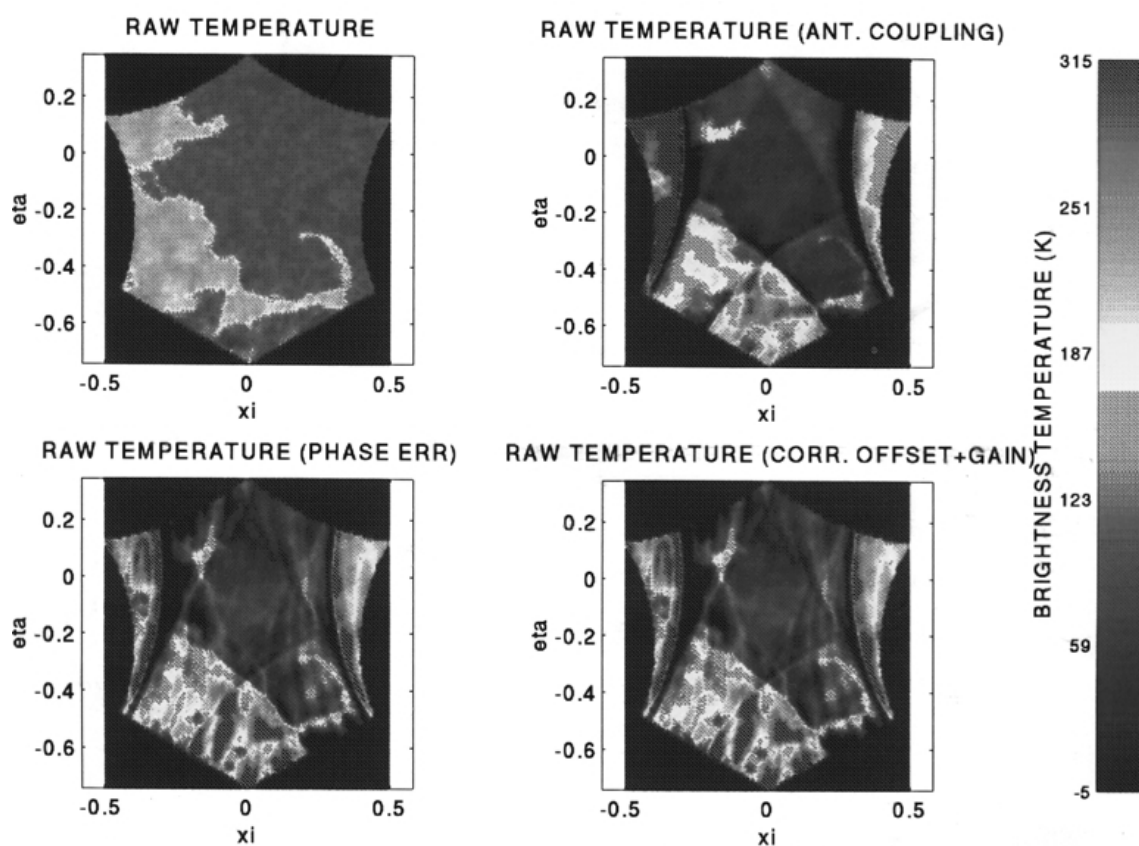 RAW TEMPERATURE
RAW TEMPERATURE (ANT. COUPLING)
0.2
0
-0.2
-0.4
-0.6
eta
-0.5
0
0.5
xi
0.2
0
-0.2
-0.4
-0.6
eta
-0.5
0
0.5
xi
RAW TEMPERATURE (PHASE ERR)
RAW TEMPERATURE (CORR. OFFSET+GAIN)
0.2
0
-0.2
-0.4
-0.6
eta
-0.5
0
0.5
xi
0.2
0
-0.2
-0.4
-0.6
eta
-0.5
0
0.5
xi
BRIGHTNESS TEMPERATURE (K)
315
251
187
123
59
-5